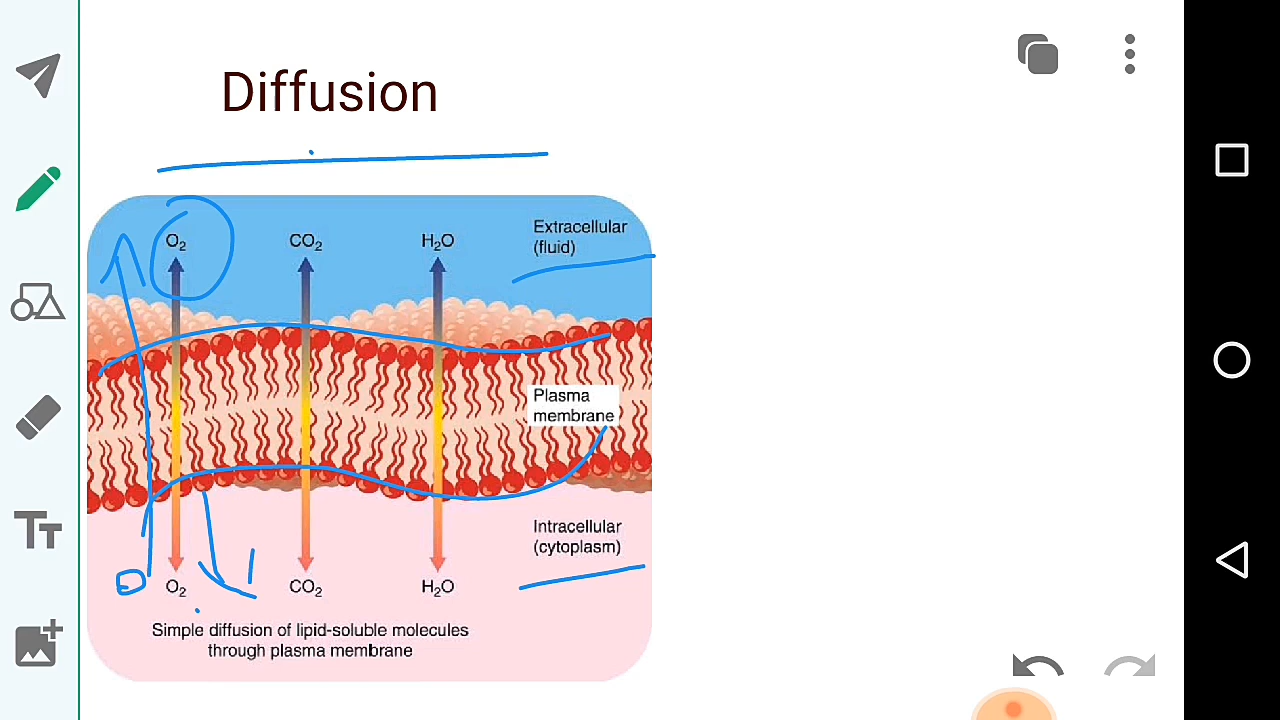 Diffusion
O₂ CO₂ H₂O
Extracellular
(fluid)
Plasma
membrane
Intracellular
(cytoplasm)
O₂ CO₂ H₂O
Simple diffusion of lipid-soluble molecules
through plasma membrane
TT